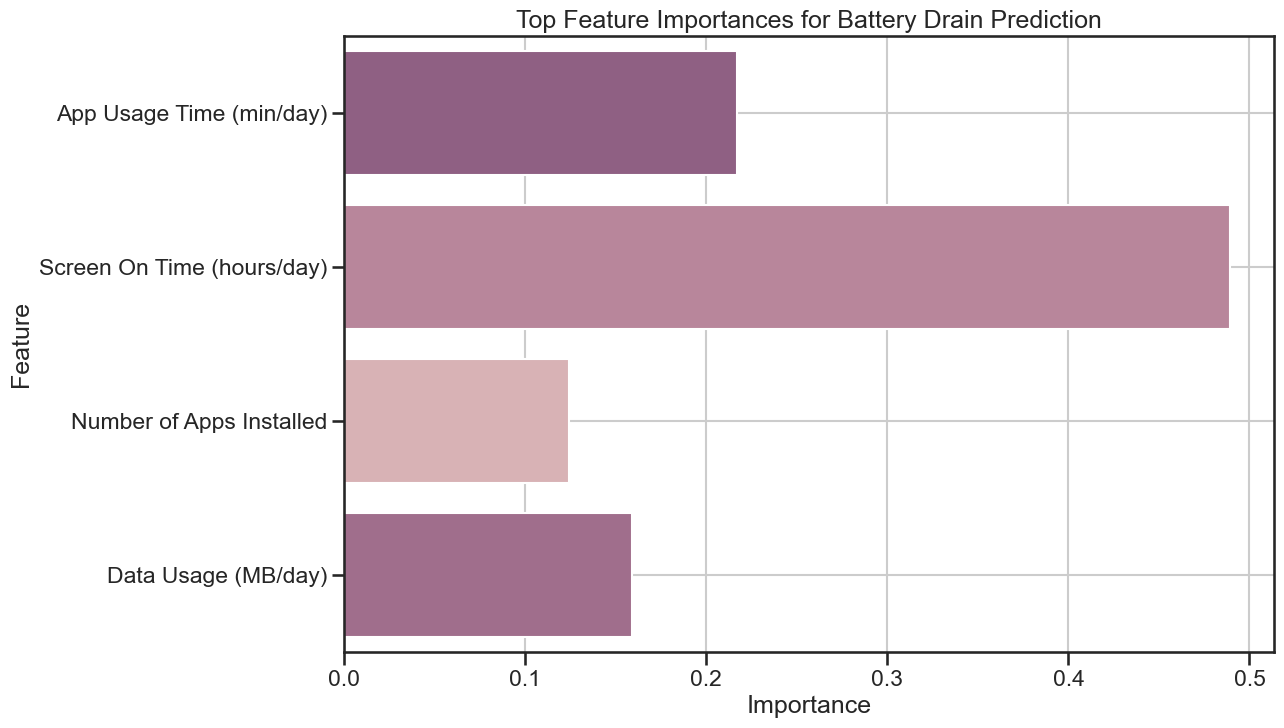 Top Feature Importances for Battery Drain Prediction
App Usage Time (min/day)
Screen On Time (hours/day)
Number of Apps Installed
Data Usage (MB/day)
Feature
0.0
0.1
0.2
0.3
0.4
0.5
Importance